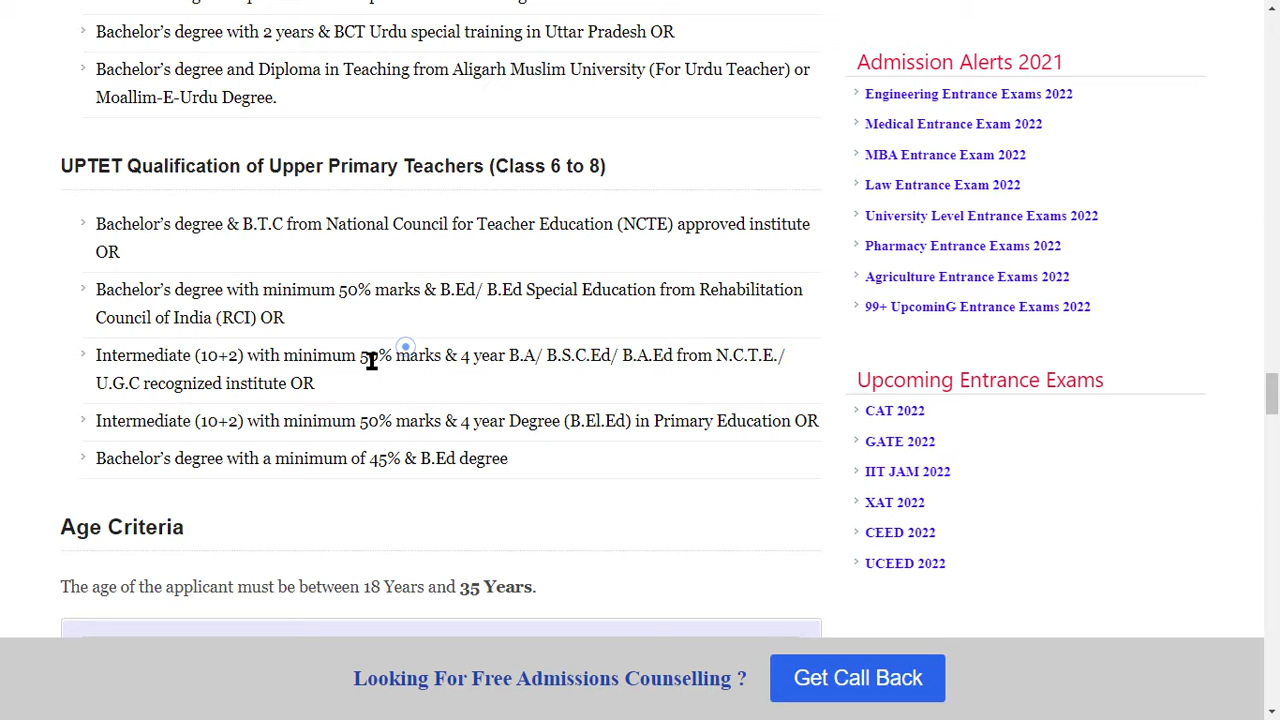 Bachelor's degree with 2 years & BCT Urdu special training in Uttar Pradesh OR
Bachelor's degree and Diplotna in Traching from Aligarh Muslim University (For Urdu Teacher) or
Moallim-E-Urdu Degree.
UPTET Qualification of Upper Primary Teachers (Class 6 to 8)
Bachelor's degree & B.T.C from National Council for Teacher Education (NCTE) approved institute
OR
Bachelor's degree with minimum 50% marks & B.Ed/ B.Ed Special Education from Rehabilitation
Council of India (RCI) OR
Intermediate (10+2) with minimum 50% marks & 4 year B.A/ B.S.C.Ed/ B.A.Ed from N.C.T.E./
U.G.C recognized institute OR
Intermediate (10+2) with minimum 50% marks & 4 year Degree (B.El.Ed) in Primary Education OR
Bachelor's degree with a minimum of 45% & B.Ed degree
Age Criteria
The age of the applicant must be between 18 Years and 35 Years.
Admission Alerts 2021
Engineering Entrance Exams 2022
Medical Entrance Exam 2022
MBA Entrance Exam 2022
Law Entrance Exam 2022
University Level Entrance Exams 2022
Pharmacy Entrance Exams 2022
Agriculture Entrance Exams 2022
99+ UpcominG Entrance Exams 2022
Upcoming Entrance Exams
CAT 2022
GATE 2022
IIT JAM 2022
XAT 2022
CEED 2022
UCEED 2022
Looking For Free Admissions Counselling ?
Get Call Back